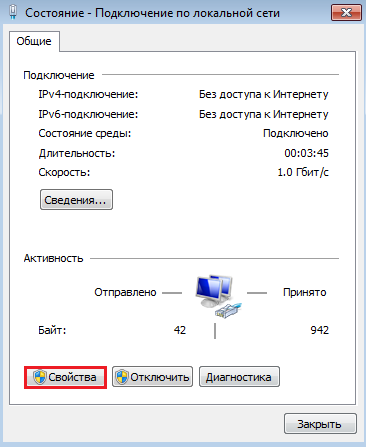 Состояние - Подключение по локальной сети
Общие
Подключение
IPv4-подключение: Без доступа к Интернету
IPv6-подключение: Без доступа к Интернету
Состояние среды: Подключено
Длительность: 00:03:45
Скорость: 1.0 Гбит/с
Сведения...
Активность
Отправлено — Принято
Байт: 42 942
Свойства Отключить Диагностика
Закрыть